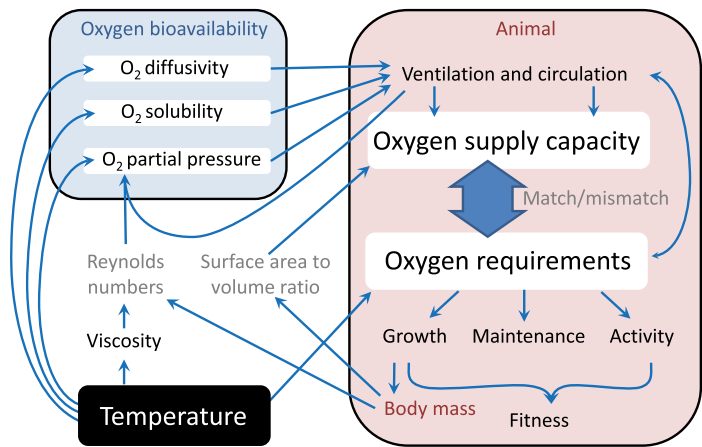 Oxygen bioavailability
O2 diffusivity
O2 solubility
O2 partial pressure
Reynolds
numbers
Surface area to
volume ratio
Viscosity
Temperature
Animal
Ventilation and circulation
Oxygen supply capacity
Match/mismatch
Oxygen requirements
Growth
Maintenance
Activity
Body mass
Fitness